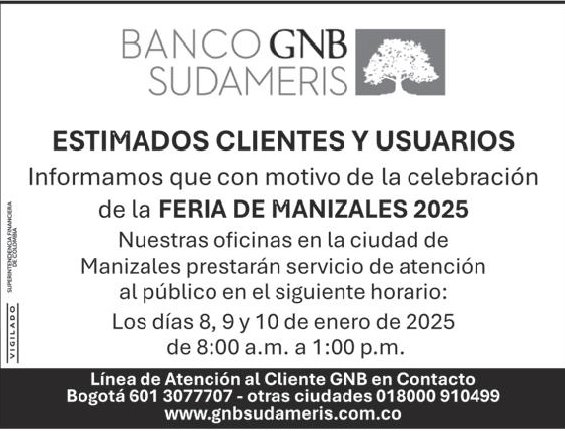 BANCO GNB
SUDAMERIS
ESTIMADOS CLIENTES Y USUARIOS
Informamos que con motivo de la celebración
de la FERIA DE MANIZALES 2025
Nuestras oficinas en la ciudad de
Manizales prestarán servicio de atención
al público en el siguiente horario:
Los días 8, 9 y 10 de enero de 2025
de 8:00 a.m. a 1:00 p.m.
VIGILADO
SUPERINTENDENCIA FINANCIERA
DE COLOMBIA
Línea de Atención al Cliente GNB en Contacto
Bogotá 601 3077707 - otras ciudades 018000 910499
www.gnbsudameris.com.co